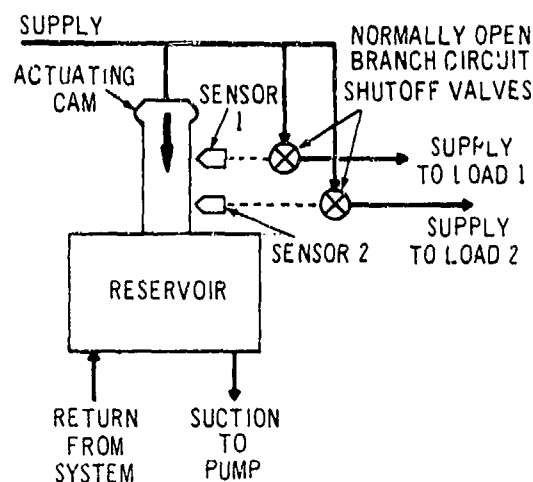 SUPPLY
ACTUATING
CAM
SENSOR
1
NORMALLY OPEN
BRANCH CIRCUIT
SHUTOFF VALVES
SUPPLY
TO LOAD 1
SUPPLY
TO LOAD 2
SENSOR 2
RESERVOIR
RETURN
FROM
SYSTEM
SUCTION
TO
PUMP